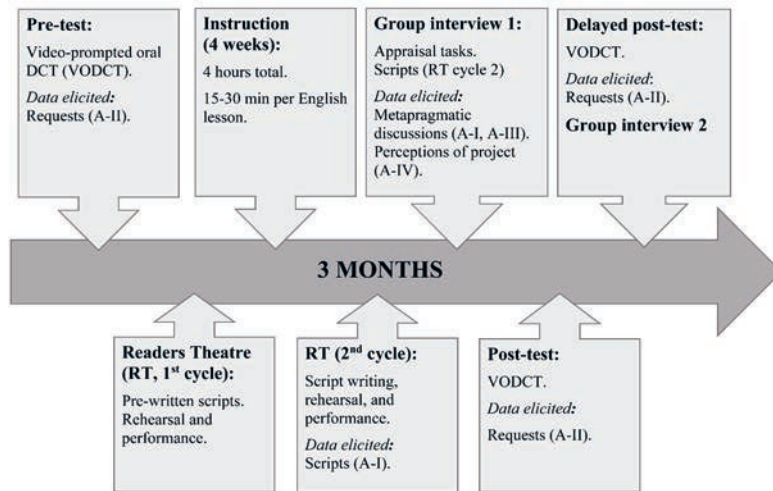 Pre-test:
Video-prompted oral
DCT (VODCT).
Data elicited:
Requests (A-II).
Instruction
(4 weeks):
4 hours total.
15-30 min per English
lesson.
Group interview 1:
Appraisal tasks.
Scripts (RT cycle 2)
Data elicited:
Metapragmatic
discussions (A-I, A-III).
Perceptions of project
(A-IV).
Delayed post-test:
VODCT.
Data elicited:
Requests (A-II).
Group interview 2
3 MONTHS
Readers Theatre
(RT, 1st cycle):
Pre-written scripts.
Rehearsal and
performance.
RT (2nd cycle):
Script writing,
rehearsal, and
performance.
Data elicited:
Scripts (A-I).
Post-test:
VODCT.
Data elicited:
Requests (A-II).